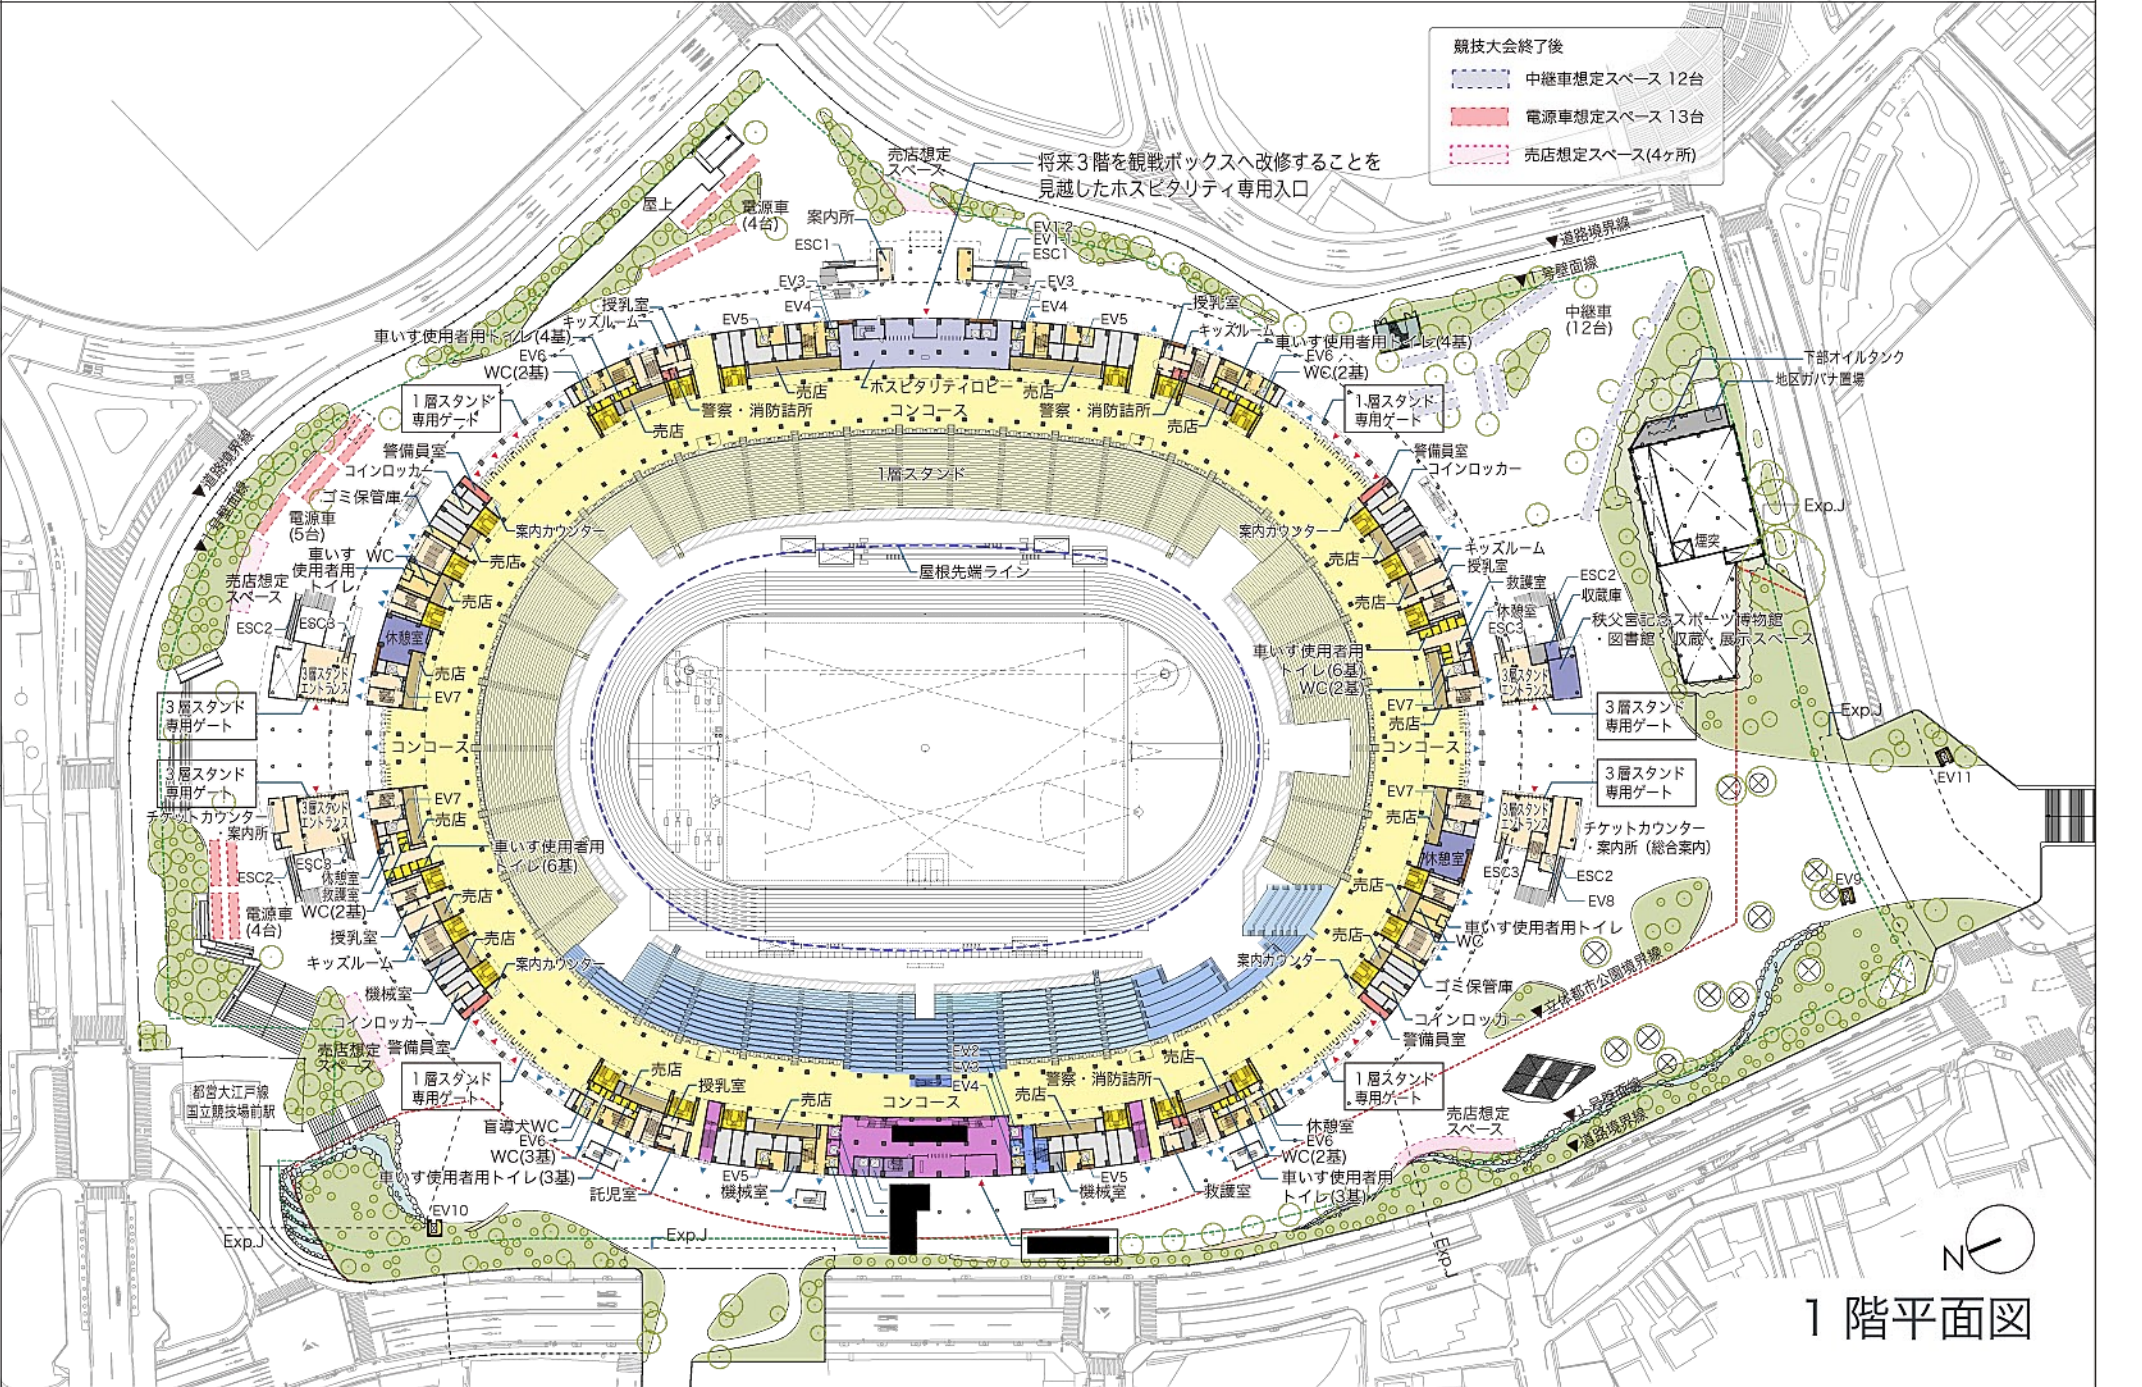 競技大会終了後
中継車想定スペース 12台
電源車想定スペース 13台
売店想定スペース(4ヶ所)
売店想定
スペース
将来3階を観戦ボックスへ改修することを
見越したホスピタリティ専用入口
屋上
電源車
(4台)
案内所
ESC1
EV1-2
EV1-1
ESC1
▼道路境界線
▼1号壁面線
EV3
EV4
EV3
EV4
中継車
(12台)
授乳室
キッズルーム
EV5
EV5
授乳室
キッズルーム
車いす使用者用トイレ(4基)
EV6
WC(2基)
車いす使用者用トイレ(4基)
EV6
WC(2基)
下部オイルタンク
地区ガバナ置場
1層スタンド
専用ゲート
売店
ホスピタリティロビー
コンコース
売店
警察・消防詰所
売店
警察・消防詰所
売店
1層スタンド
専用ゲート
▼道路境界線
▼1号壁面線
警備員室
コインロッカー
ゴミ保管庫
1層スタンド
警備員室
コインロッカー
電源車
(5台)
案内カウンター
案内カウンター
Exp.J
煙突
車いす
使用者用
トイレ
WC
売店
屋根先端ライン
売店
キッズルーム
授乳室
救護室
ESC2
収蔵庫
売店想定
スペース
売店
売店
休憩室
ESC3
秩父宮記念スポーツ博物館
・図書館 収蔵・展示スペース
ESC2
ESC3
休憩室
車いす使用者用
トイレ(6基)
WC(2基)
3層スタンド
エントランス
売店
EV7
3層スタンド
エントランス
EV7
売店
3層スタンド
専用ゲート
3層スタンド
専用ゲート
Exp.J
コンコース
コンコース
EV11
3層スタンド
専用ゲート
3層スタンド
専用ゲート
チケットカウンター
・案内所
3層スタンド
エントランス
EV7
売店
EV7
売店
3層スタンド
エントランス
チケットカウンター
・案内所（総合案内）
車いす使用者用
トイレ(6基)
ESC3
ESC2
休憩室
救護室
WC(2基)
休憩室
ESC3
ESC2
EV8
EV9
電源車
(4台)
売店
売店
車いす使用者用トイレ
WC
授乳室
キッズルーム
売店
売店
案内カウンター
案内カウンター
▼立体都市公園境界線
機械室
コインロッカー
警備員室
ゴミ保管庫
コインロッカー
警備員室
売店想定
スペース
都営大江戸線
国立競技場前駅
1層スタンド
専用ゲート
売店
授乳室
売店
EV2
EV3
EV4
コンコース
売店
警察・消防詰所
売店
1層スタンド
専用ゲート
売店想定
スペース
▼1号壁面線
▼道路境界線
盲導犬WC
EV6
WC(3基)
車いす使用者用トイレ(3基)
託児室
EV5
機械室
EV5
機械室
救護室
休憩室
EV6
WC(2基)
車いす使用者用
トイレ(3基)
EV10
Exp.J
Exp.J
Exp.J
N
1階平面図